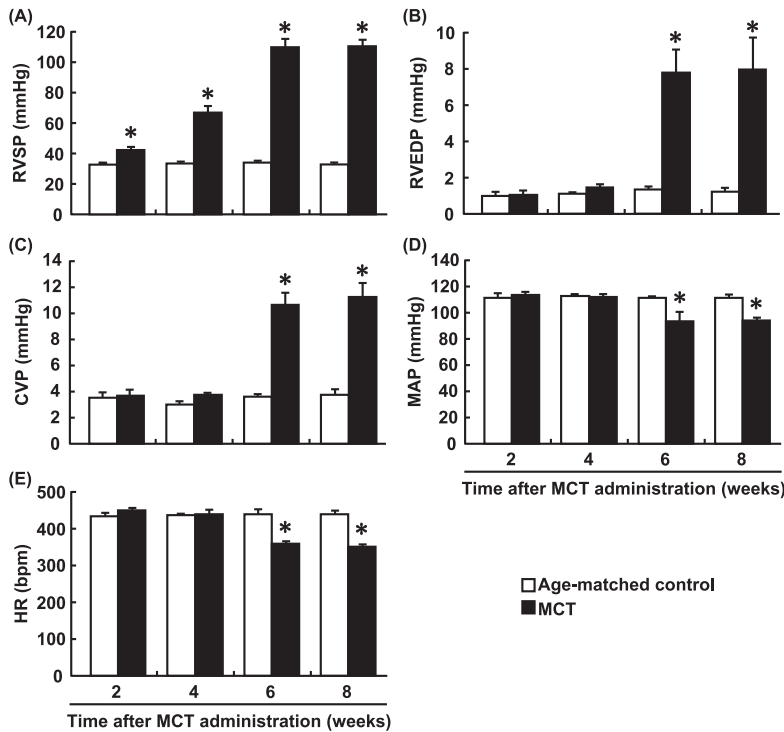 (A)
RVSP (mmHg)
120
100
80
60
40
20
0
*
*
*
*
(B)
RVEDP (mmHg)
10
8
6
4
2
0
*
*
(C)
CVP (mmHg)
14
12
10
8
6
4
2
0
*
*
(D)
MAP (mmHg)
140
120
100
80
60
40
20
0
*
*
2 4 6 8
Time after MCT administration (weeks)
(E)
HR (bpm)
500
400
300
200
100
0
*
*
2 4 6 8
Time after MCT administration (weeks)
Age-matched control
MCT